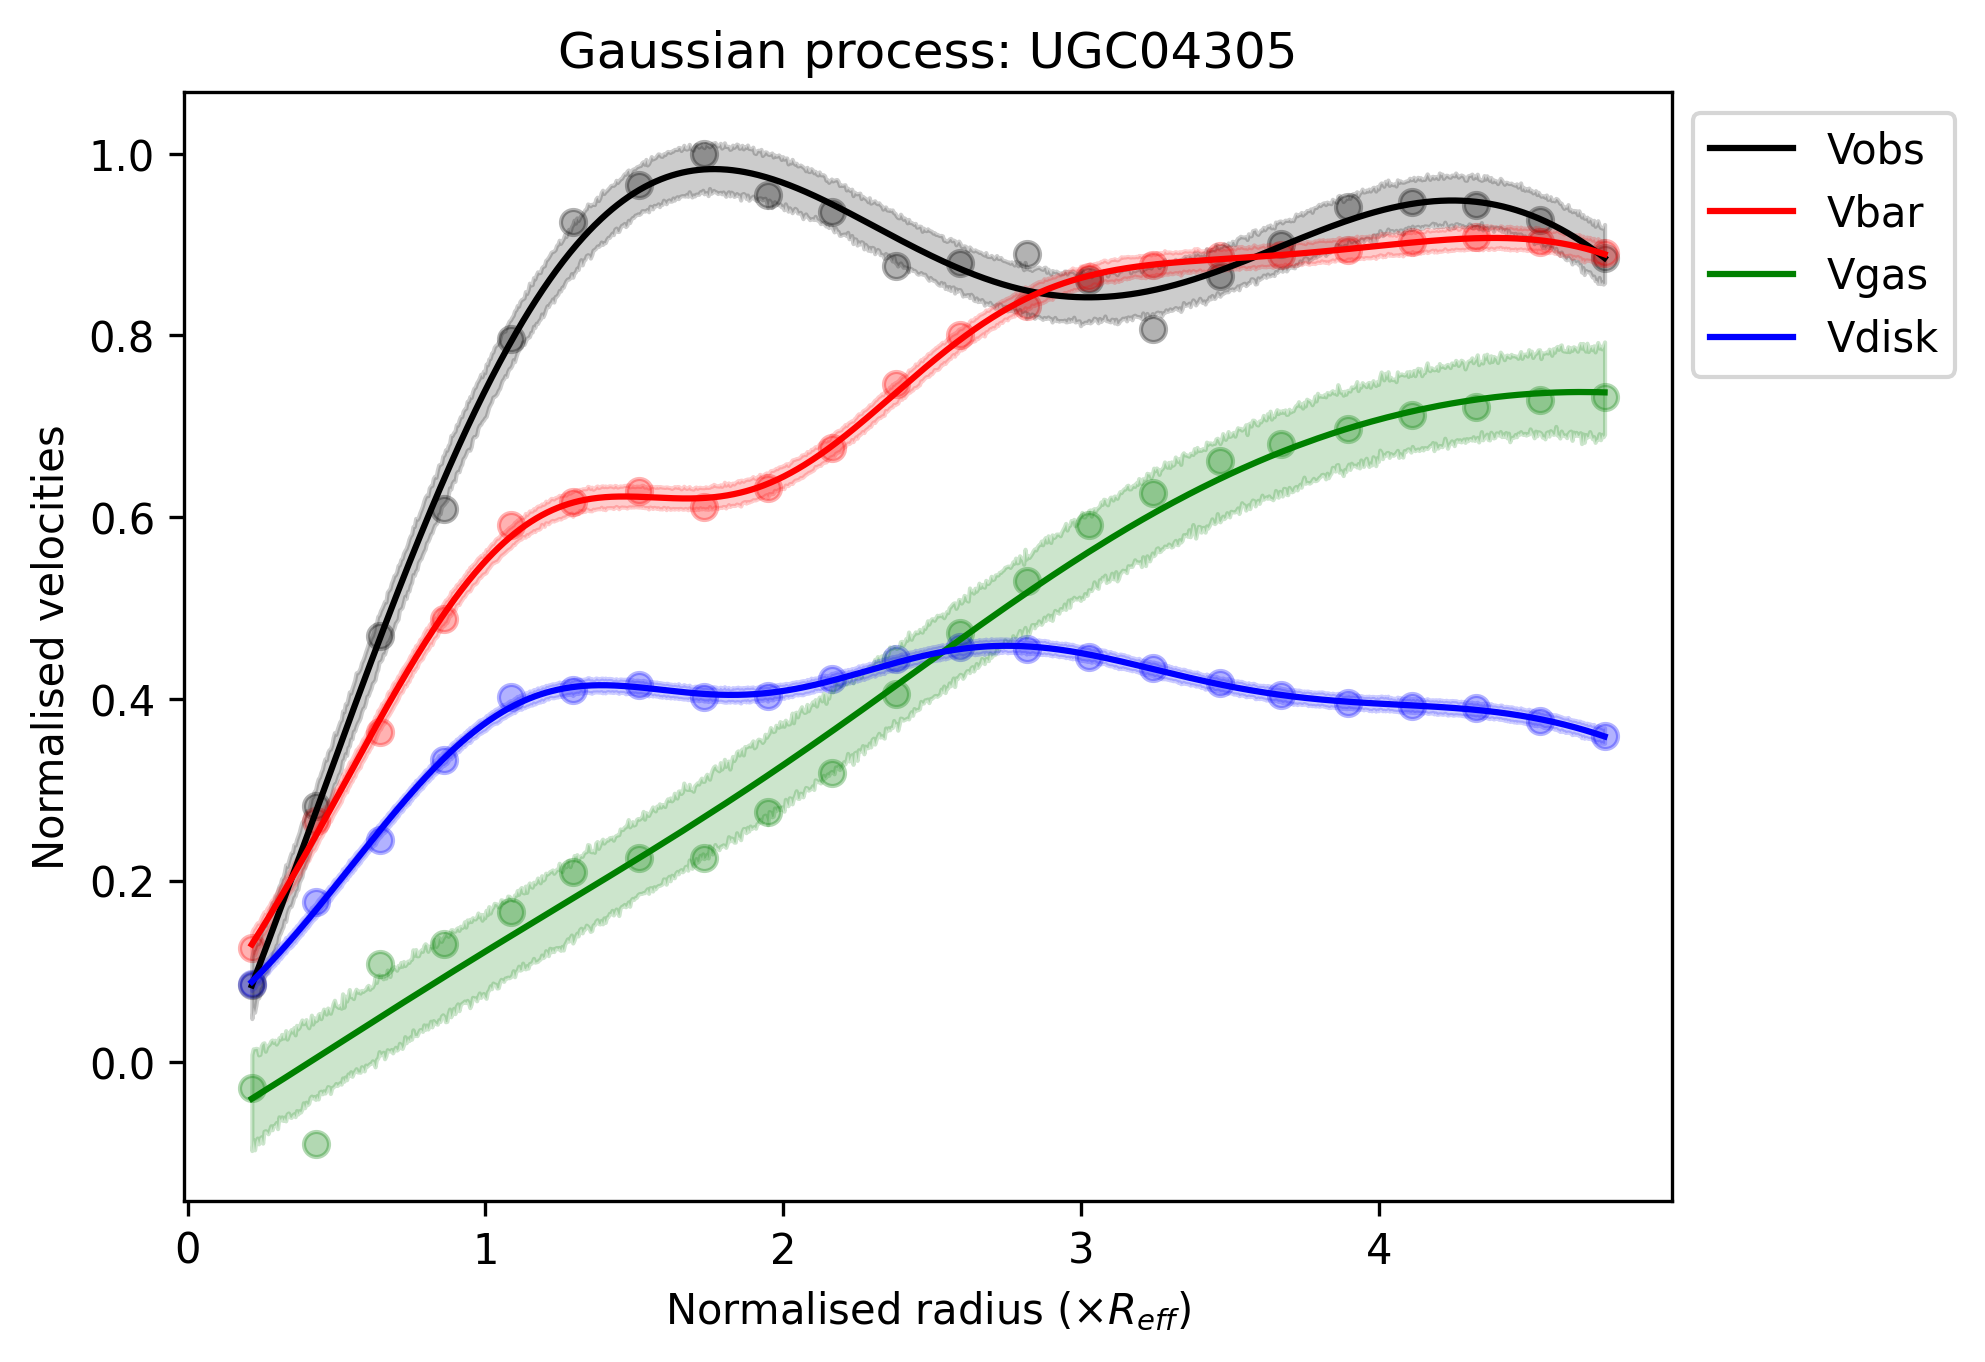 Gaussian process: UGC04305
Vobs
Vbar
Vgas
Vdisk
Normalised velocities
1.0
0.8
0.6
0.4
0.2
0.0
0 1 2 3 4
Normalised radius (×R_eff)